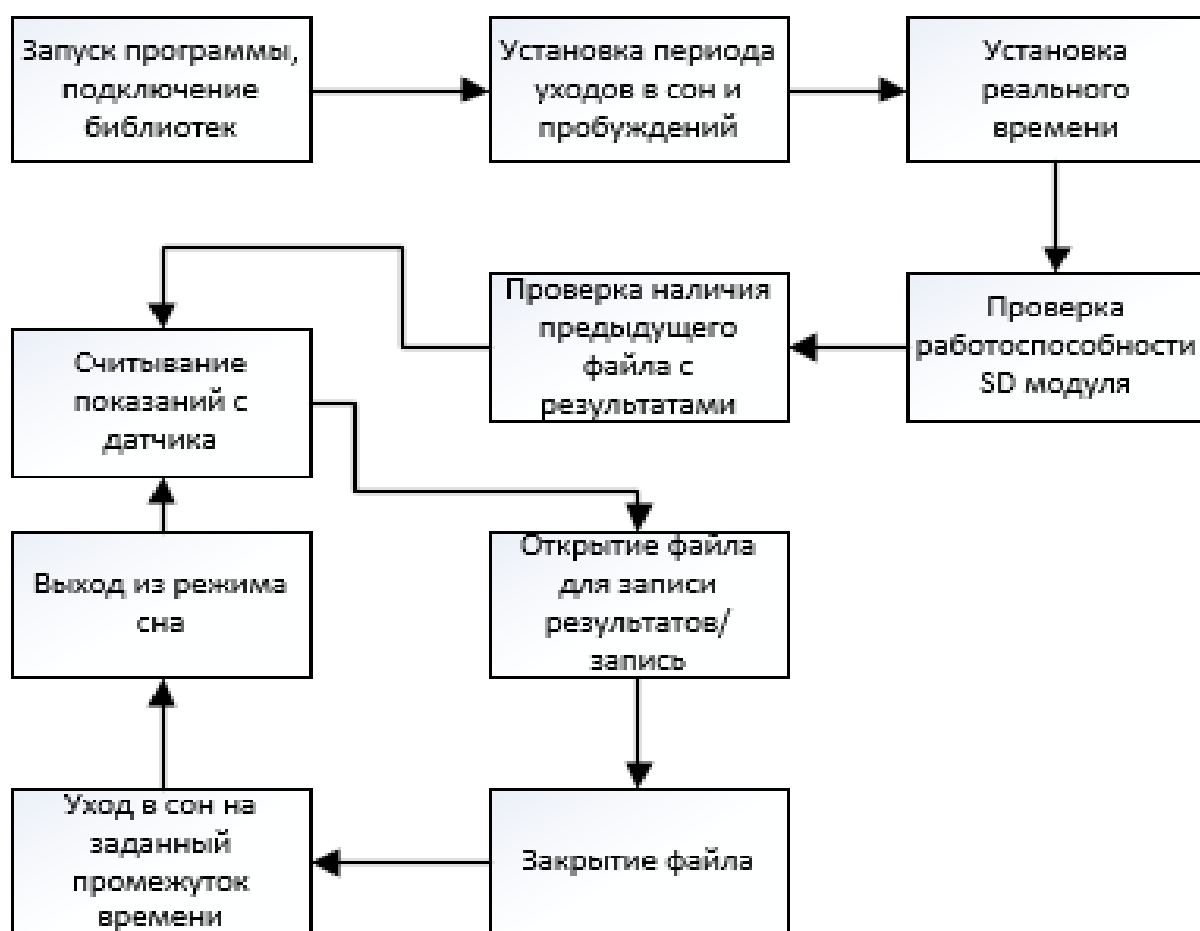 Запуск программы,
подключение
библиотек
Установка периода
уходов в сон и
пробуждений
Установка
реального
времени
Проверка
работоспособности
SD модуля
Проверка наличия
предыдущего
файла с
результатами
Считывание
показаний с
датчика
Открытие файла
для записи
результатов/
запись
Закрытие файла
Уход в сон на
заданный
промежуток
времени
Выход из режима
сна